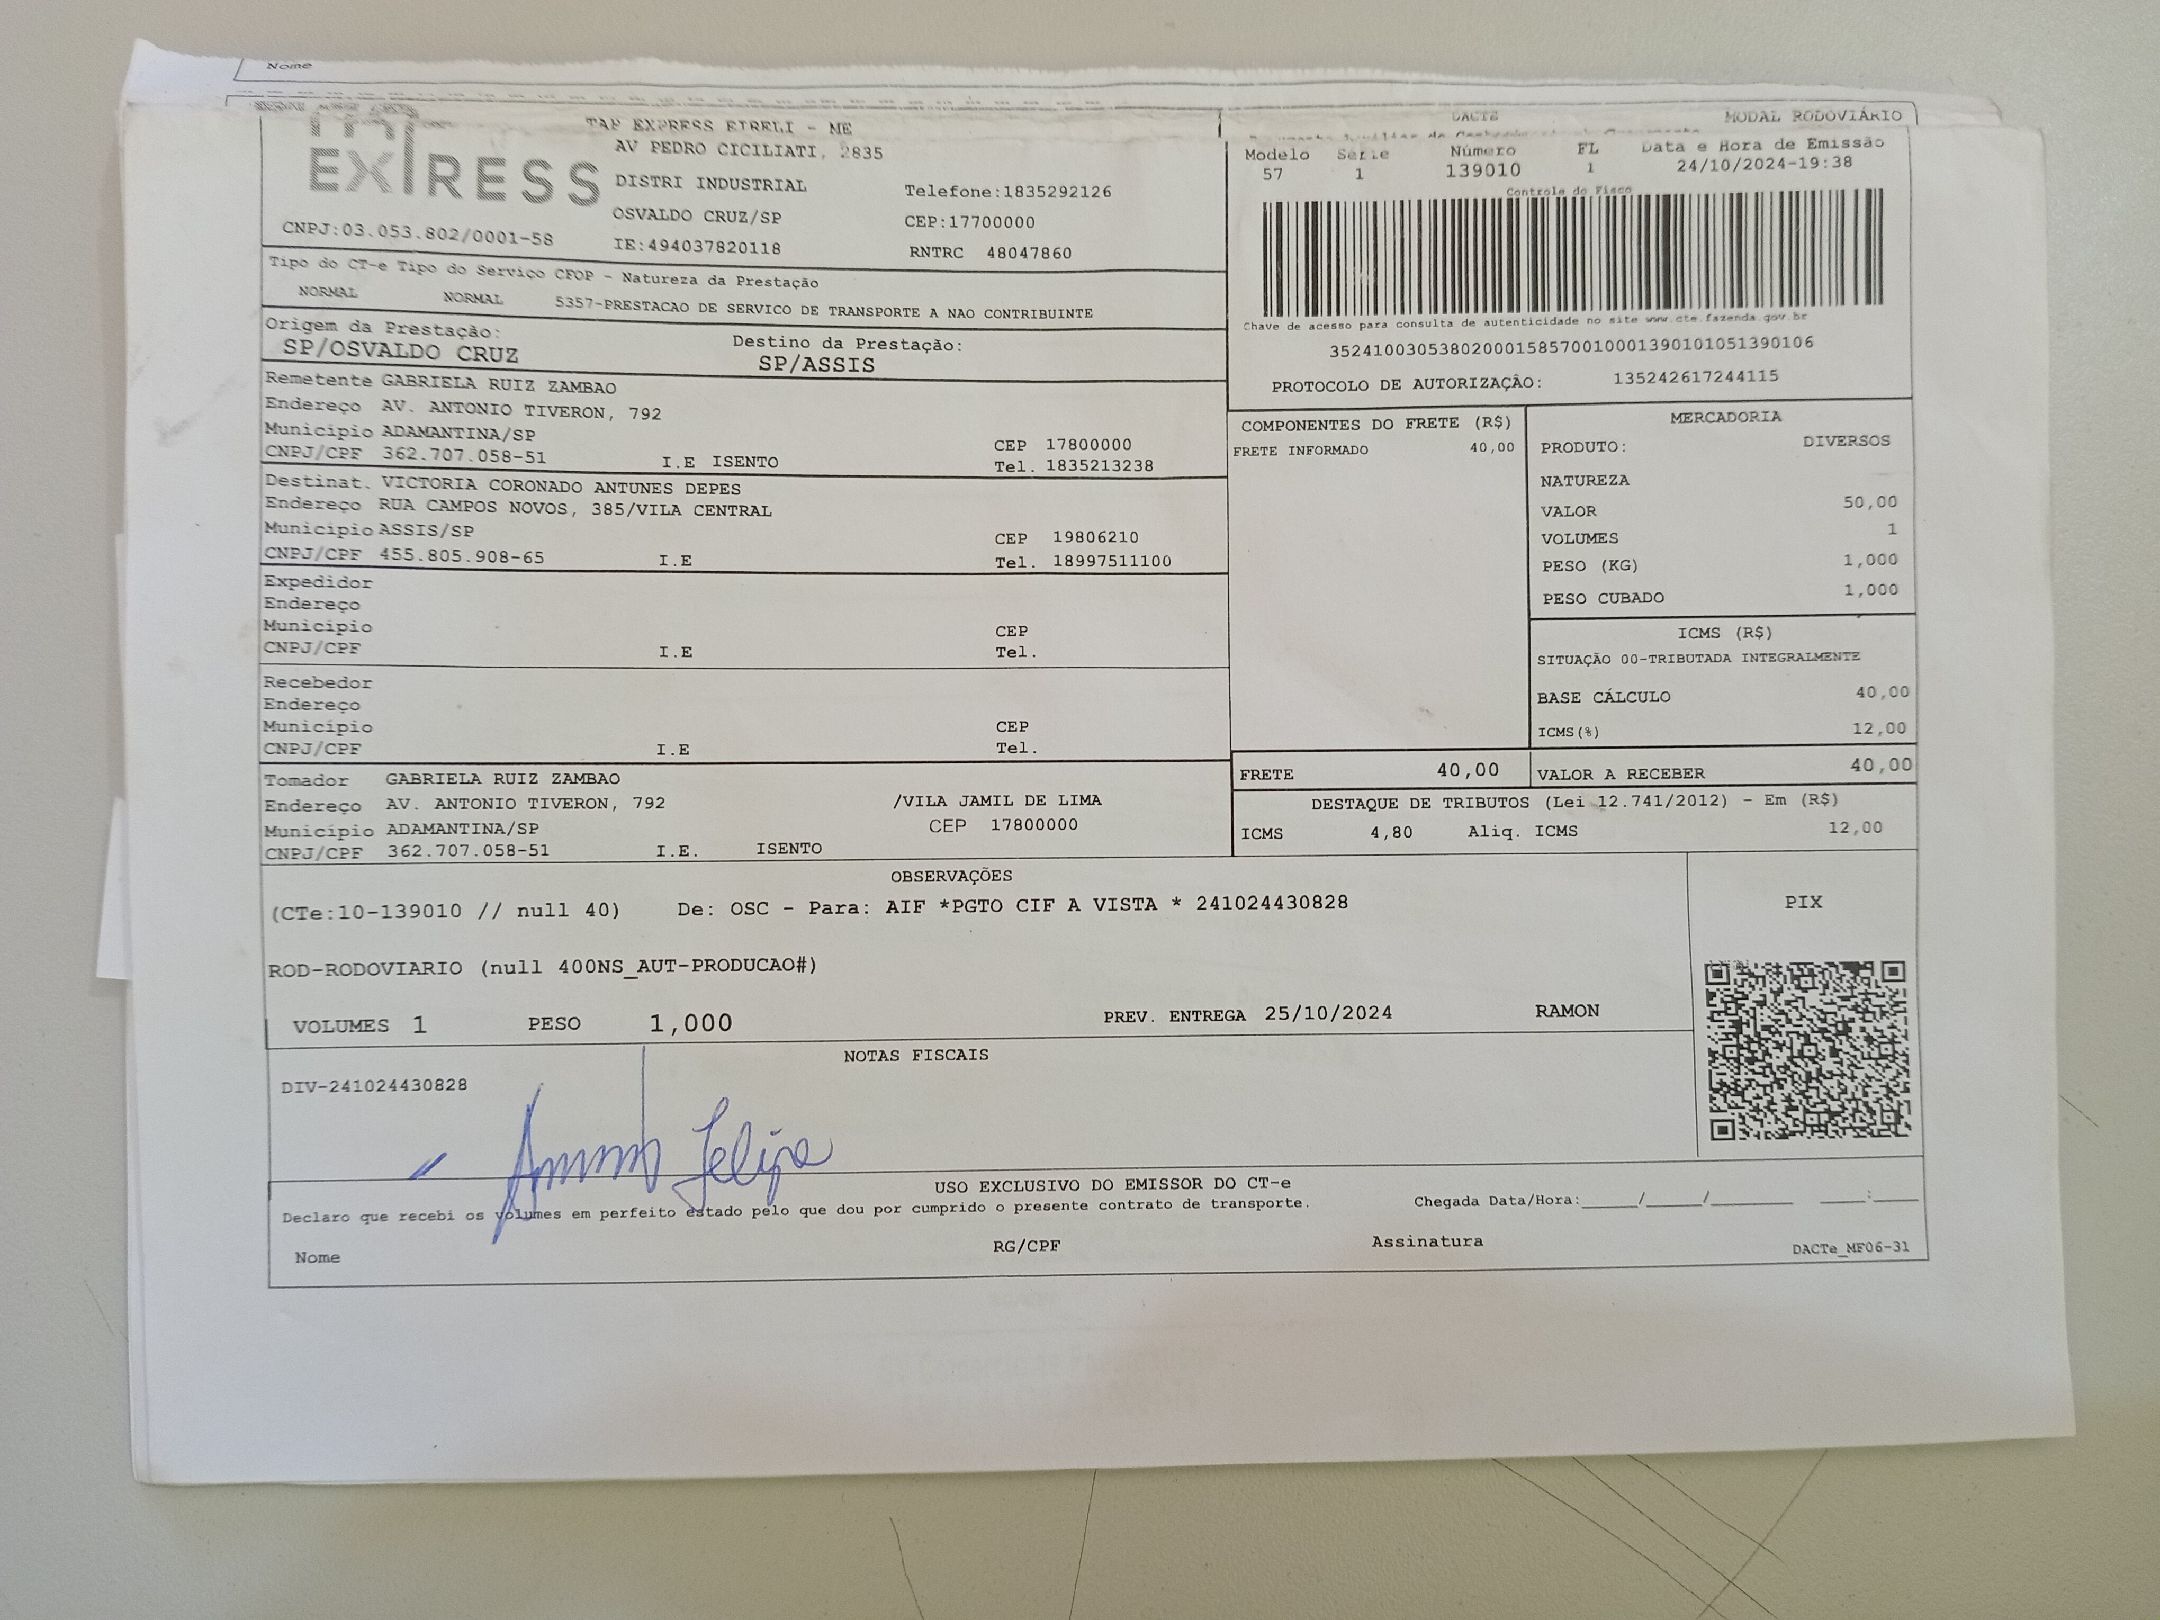 Nome
EXPRESS
TAP EXPRESS EIRELI - ME
AV PEDRO CICILIATI, 2835
DISTRI INDUSTRIAL
Telefone:1835292126
OSVALDO CRUZ/SP
CEP:17700000
CNPJ:03.053.802/0001-58
IE:494037820118
RNTRC 48047860
DACTE
MODAL RODOVIÁRIO
Modelo Serie Número FL Data e Hora de Emissão
57 1 139010 1 24/10/2024-19:38
Controle do Fisco
Chave de acesso para consulta de autenticidade no site www.cte.fazenda.gov.br
35241003053802000158570010001390101051390106
PROTOCOLO DE AUTORIZAÇÃO: 135242617244115
Tipo do CT-e Tipo do Serviço CFOP - Natureza da Prestação
NORMAL NORMAL 5357-PRESTACAO DE SERVICO DE TRANSPORTE A NAO CONTRIBUINTE
Origem da Prestação: Destino da Prestação:
SP/OSVALDO CRUZ SP/ASSIS
Remetente GABRIELA RUIZ ZAMBAO
Endereço AV. ANTONIO TIVERON, 792
Município ADAMANTINA/SP CEP 17800000
CNPJ/CPF 362.707.058-51 I.E ISENTO Tel. 1835213238
Destinat. VICTORIA CORONADO ANTUNES DEPES
Endereço RUA CAMPOS NOVOS, 385/VILA CENTRAL
Município ASSIS/SP CEP 19806210
CNPJ/CPF 455.805.908-65 I.E Tel. 18997511100
Expedidor
Endereço
Município CEP
CNPJ/CPF I.E Tel.
Recebedor
Endereço
Município CEP
CNPJ/CPF I.E Tel.
Tomador GABRIELA RUIZ ZAMBAO
Endereço AV. ANTONIO TIVERON, 792 /VILA JAMIL DE LIMA
Município ADAMANTINA/SP CEP 17800000
CNPJ/CPF 362.707.058-51 I.E. ISENTO
COMPONENTES DO FRETE (R$)
FRETE INFORMADO 40,00
MERCADORIA
PRODUTO: DIVERSOS
NATUREZA
VALOR 50,00
VOLUMES 1
PESO (KG) 1,000
PESO CUBADO 1,000
ICMS (R$)
SITUAÇÃO 00-TRIBUTADA INTEGRALMENTE
BASE CÁLCULO 40,00
ICMS(%) 12,00
FRETE 40,00 VALOR A RECEBER 40,00
DESTAQUE DE TRIBUTOS (Lei 12.741/2012) - Em (R$)
ICMS 4,80 Aliq. ICMS 12,00
OBSERVAÇÕES
(CTe:10-139010 // null 40) De: OSC - Para: AIF *PGTO CIF A VISTA * 241024430828
ROD-RODOVIARIO (null 400NS_AUT-PRODUCAO#)
VOLUMES 1 PESO 1,000 PREV. ENTREGA 25/10/2024 RAMON
PIX
NOTAS FISCAIS
DIV-241024430828
Felipe
USO EXCLUSIVO DO EMISSOR DO CT-e
Declaro que recebi os volumes em perfeito estado pelo que dou por cumprido o presente contrato de transporte. Chegada Data/Hora:____/____/______ ____:____
Nome RG/CPF Assinatura DACTe_MF06-31